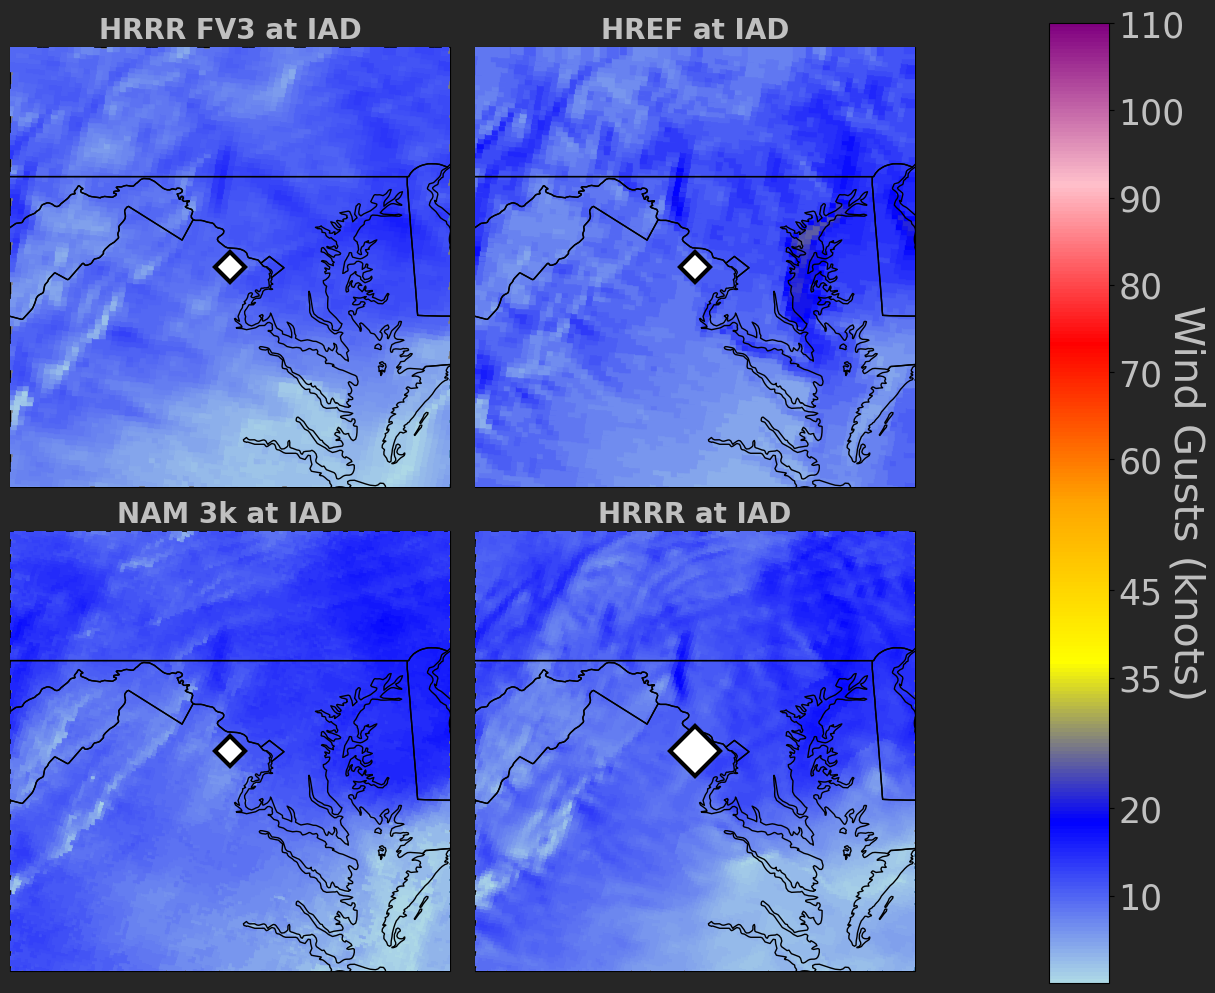 HRRR FV3 at IAD
HREF at IAD
NAM 3k at IAD
HRRR at IAD
110
100
90
80
70
60
45
35
20
10
Wind Gusts (knots)